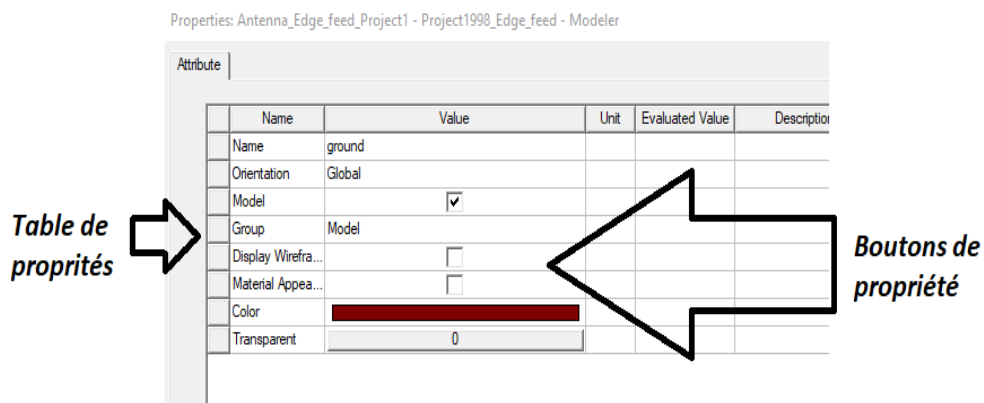 Properties: Antenna_Edge_feed_Project1 - Project1998_Edge_feed - Modeler
Attribute
Name Value Unit Evaluated Value Description
Name ground
Orientation Global
Model
Group Model
Display Wirefra...
Material Appea...
Color
Transparent 0
Table de
proprités
Boutons de
propriété